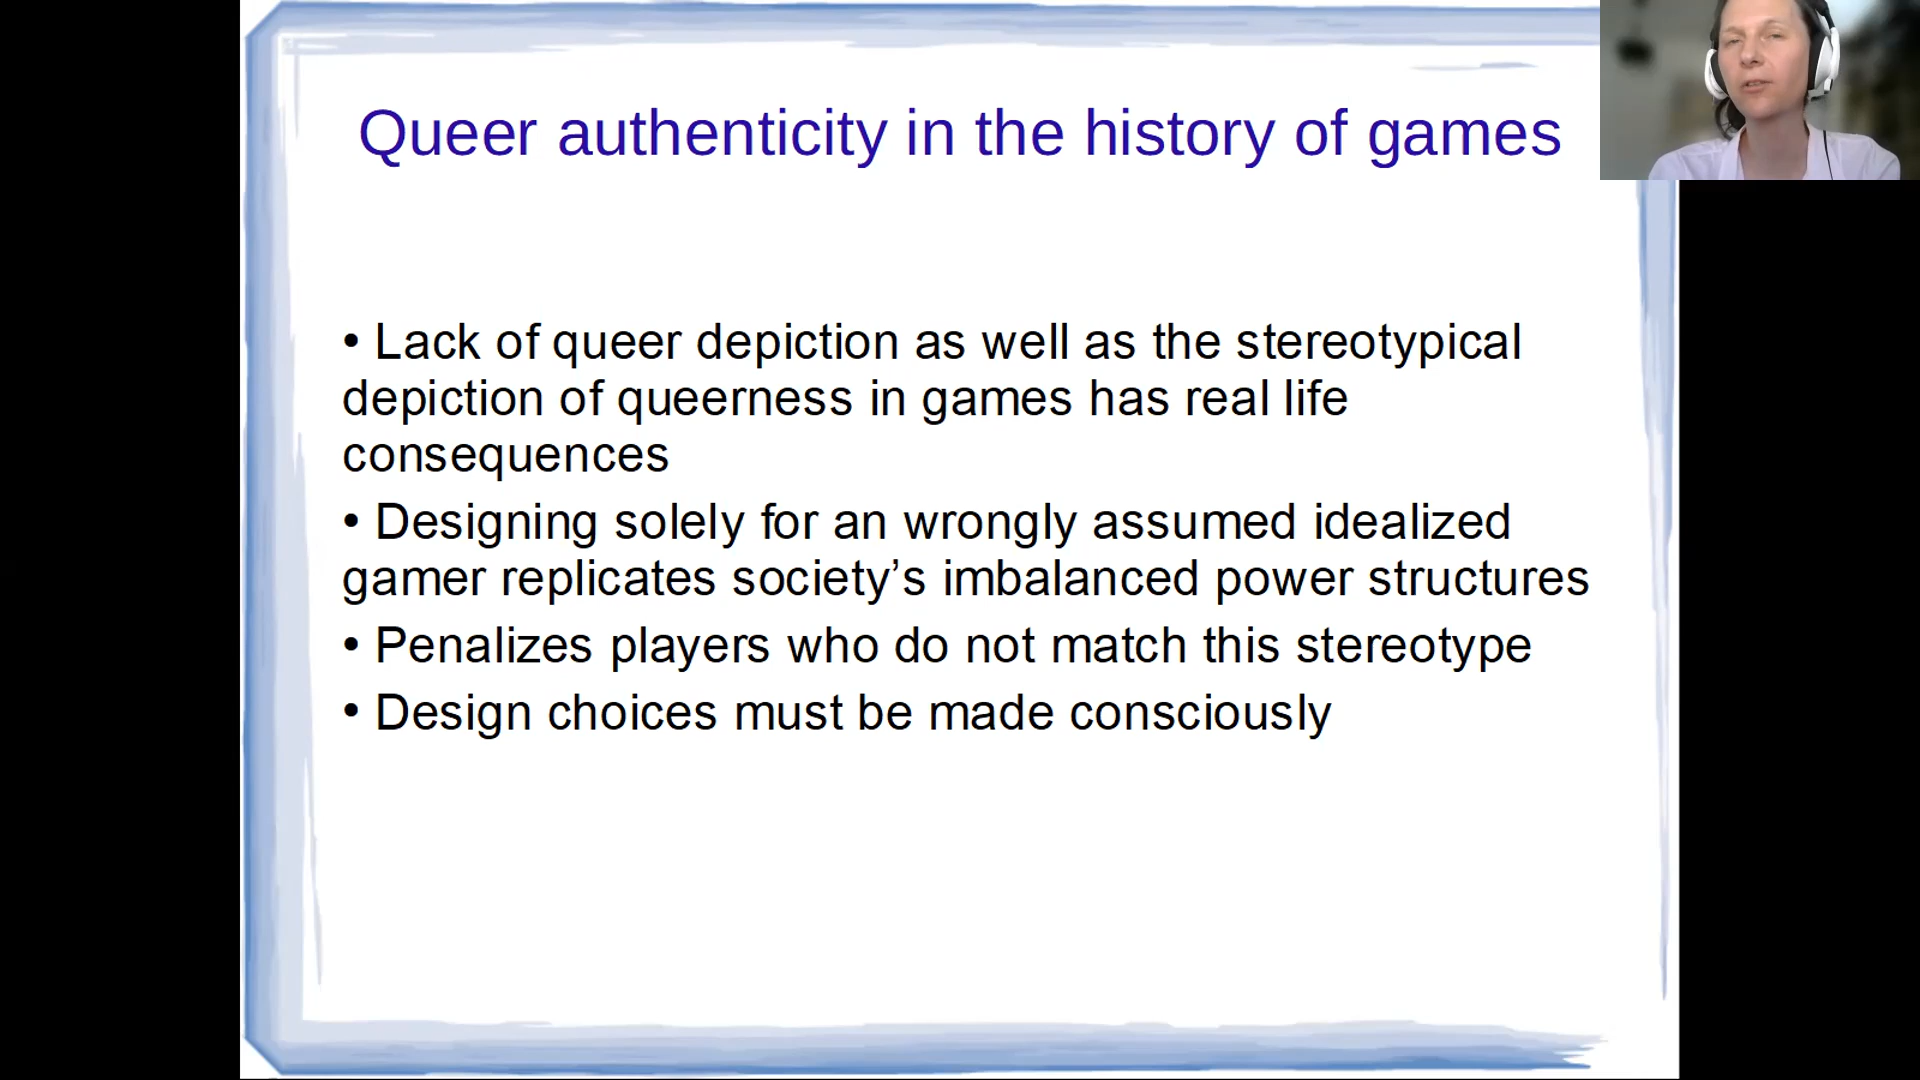 Queer authenticity in the history of games
• Lack of queer depiction as well as the stereotypical
depiction of queerness in games has real life
consequences
• Designing solely for an wrongly assumed idealized
gamer replicates society’s imbalanced power structures
• Penalizes players who do not match this stereotype
• Design choices must be made consciously